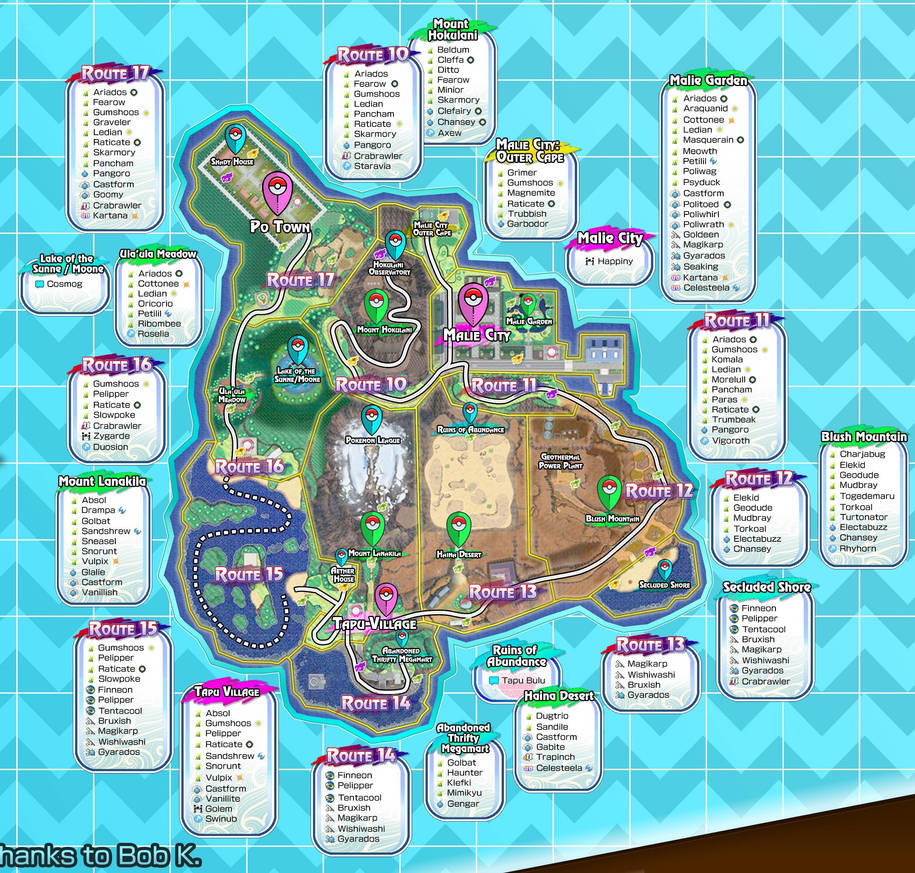 Mount
Hokulani
Beldum
Cleffa
Ditto
Fearow
Minior
Skarmory
Clefairy
Chansey
Axew
Route 10
Ariados
Fearow
Gumshoos
Ledian
Pancham
Raticate
Skarmory
Pangoro
Crabrawler
Staravia
Route 17
Ariados
Fearow
Gumshoos
Graveler
Ledian
Raticate
Skarmory
Pancham
Pangoro
Castform
Goomy
Crabrawler
Kartana
Malie Garden
Ariados
Araquanid
Cottonee
Ledian
Masquerain
Meowth
Petilil
Poliwag
Psyduck
Castform
Politoed
Poliwhirl
Poliwrath
Goldeen
Magikarp
Gyarados
Seaking
Kartana
Celesteela
Malie City:
Outer Cape
Grimer
Gumshoos
Magnemite
Raticate
Trubbish
Garbodor
Malie City
Happiny
Lake of the
Sunne / Moone
Cosmog
Ula'ula Meadow
Ariados
Cottonee
Ledian
Oricorio
Petilil
Ribombee
Roselia
Route 16
Gumshoos
Pelipper
Raticate
Slowpoke
Crabrawler
Zygarde
Duosion
Route 11
Ariados
Gumshoos
Komala
Ledian
Morelull
Pancham
Paras
Raticate
Trumbeak
Pangoro
Vigoroth
Blush Mountain
Charjabug
Elekid
Geodude
Mudbray
Togedemaru
Torkoal
Turtonator
Electabuzz
Chansey
Rhyhorn
Route 12
Elekid
Geodude
Mudbray
Torkoal
Electabuzz
Chansey
Mount Lanakila
Absol
Drampa
Golbat
Sandshrew
Sneasel
Snorunt
Vulpix
Glalie
Castform
Vanillish
Secluded Shore
Finneon
Pelipper
Tentacool
Bruxish
Magikarp
Wishiwashi
Gyarados
Crabrawler
Route 15
Gumshoos
Pelipper
Raticate
Slowpoke
Finneon
Pelipper
Tentacool
Bruxish
Magikarp
Wishiwashi
Gyarados
Route 13
Magikarp
Wishiwashi
Bruxish
Gyarados
Ruins of
Abundance
Tapu Bulu
Tapu Village
Absol
Gumshoos
Pelipper
Raticate
Sandshrew
Snorunt
Vulpix
Castform
Vanillite
Golem
Swinub
Haina Desert
Dugtrio
Sandile
Castform
Gabite
Trapinch
Celesteela
Abandoned
Thrifty
Megamart
Golbat
Haunter
Klefki
Mimikyu
Gengar
Route 14
Finneon
Pelipper
Tentacool
Bruxish
Magikarp
Wishiwashi
Gyarados
Shady House
Po Town
Malie City
Outer Cape
Hokulani
Observatory
Route 17
Mount Hokulani
Malie Garden
Malie City
Lake of the
Sunne/Moone
Route 10
Route 11
Ula'ula
Meadow
Pokemon League
Ruins of Abundance
Geothermal
Power Plant
Route 16
Route 12
Blush Mountain
Mount Lanakila
Haina Desert
Aether
House
Route 15
Secluded Shore
Route 13
Tapu Village
Abandoned
Thrifty Megamart
Route 14
hanks to Bob K.